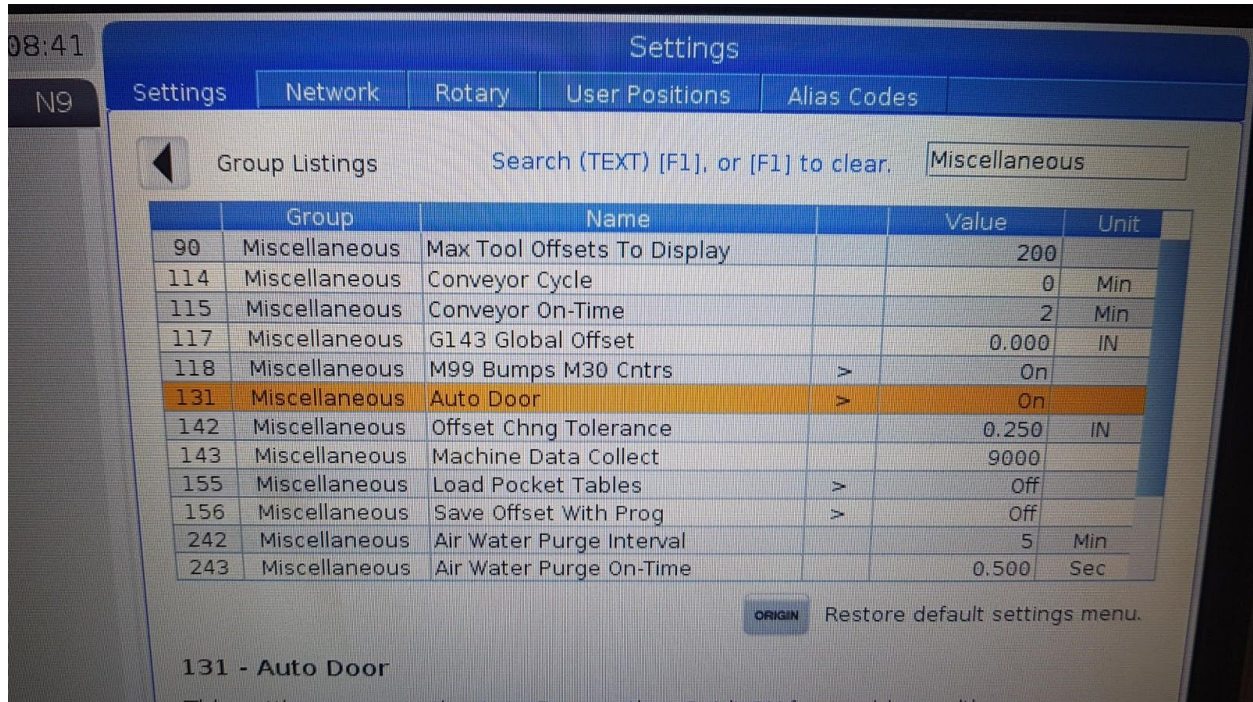 08:41
Settings
N9
Settings Network Rotary User Positions Alias Codes
Group Listings Search (TEXT) [F1], or [F1] to clear. Miscellaneous
Group Name Value Unit
90 Miscellaneous Max Tool Offsets To Display 200
114 Miscellaneous Conveyor Cycle 0 Min
115 Miscellaneous Conveyor On-Time 2 Min
117 Miscellaneous G143 Global Offset 0.000 IN
118 Miscellaneous M99 Bumps M30 Cntrs > On
131 Miscellaneous Auto Door > On
142 Miscellaneous Offset Chng Tolerance 0.250 IN
143 Miscellaneous Machine Data Collect 9000
155 Miscellaneous Load Pocket Tables > Off
156 Miscellaneous Save Offset With Prog > Off
242 Miscellaneous Air Water Purge Interval 5 Min
243 Miscellaneous Air Water Purge On-Time 0.500 Sec
ORIGIN Restore default settings menu.
131 - Auto Door